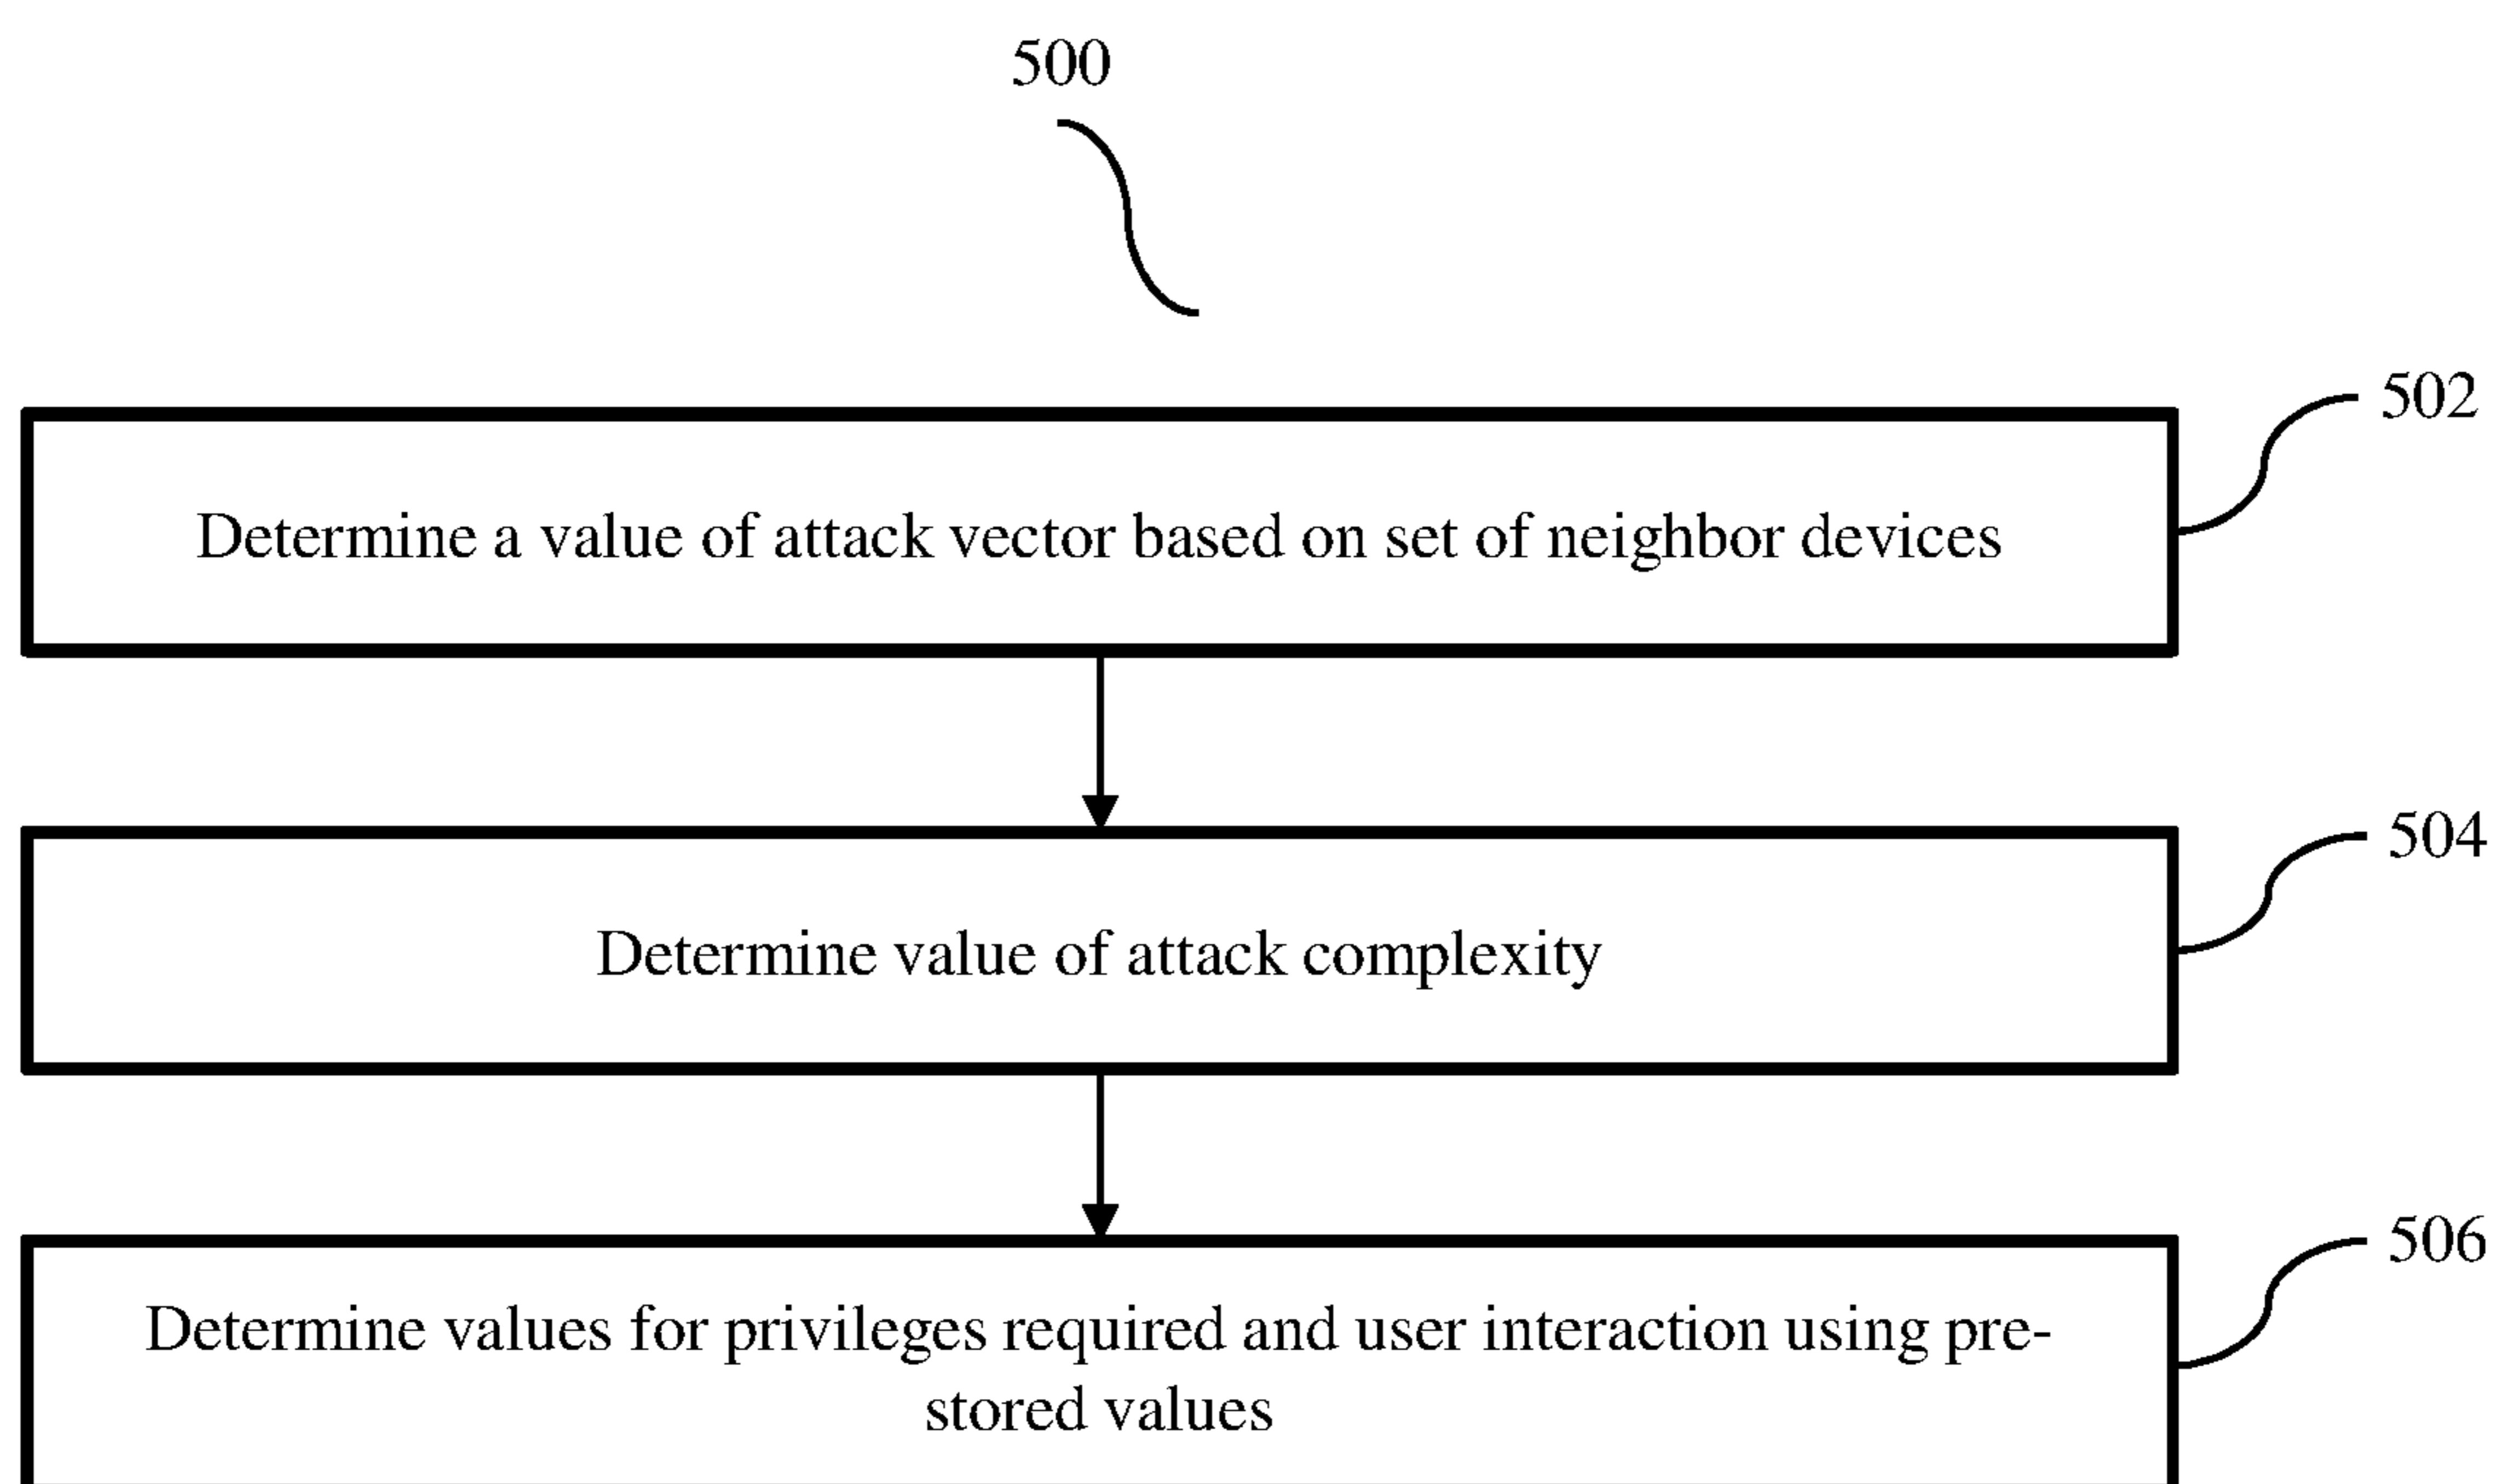 500
502
Determine a value of attack vector based on set of neighbor devices
504
Determine value of attack complexity
506
Determine values for privileges required and user interaction using pre-
stored values